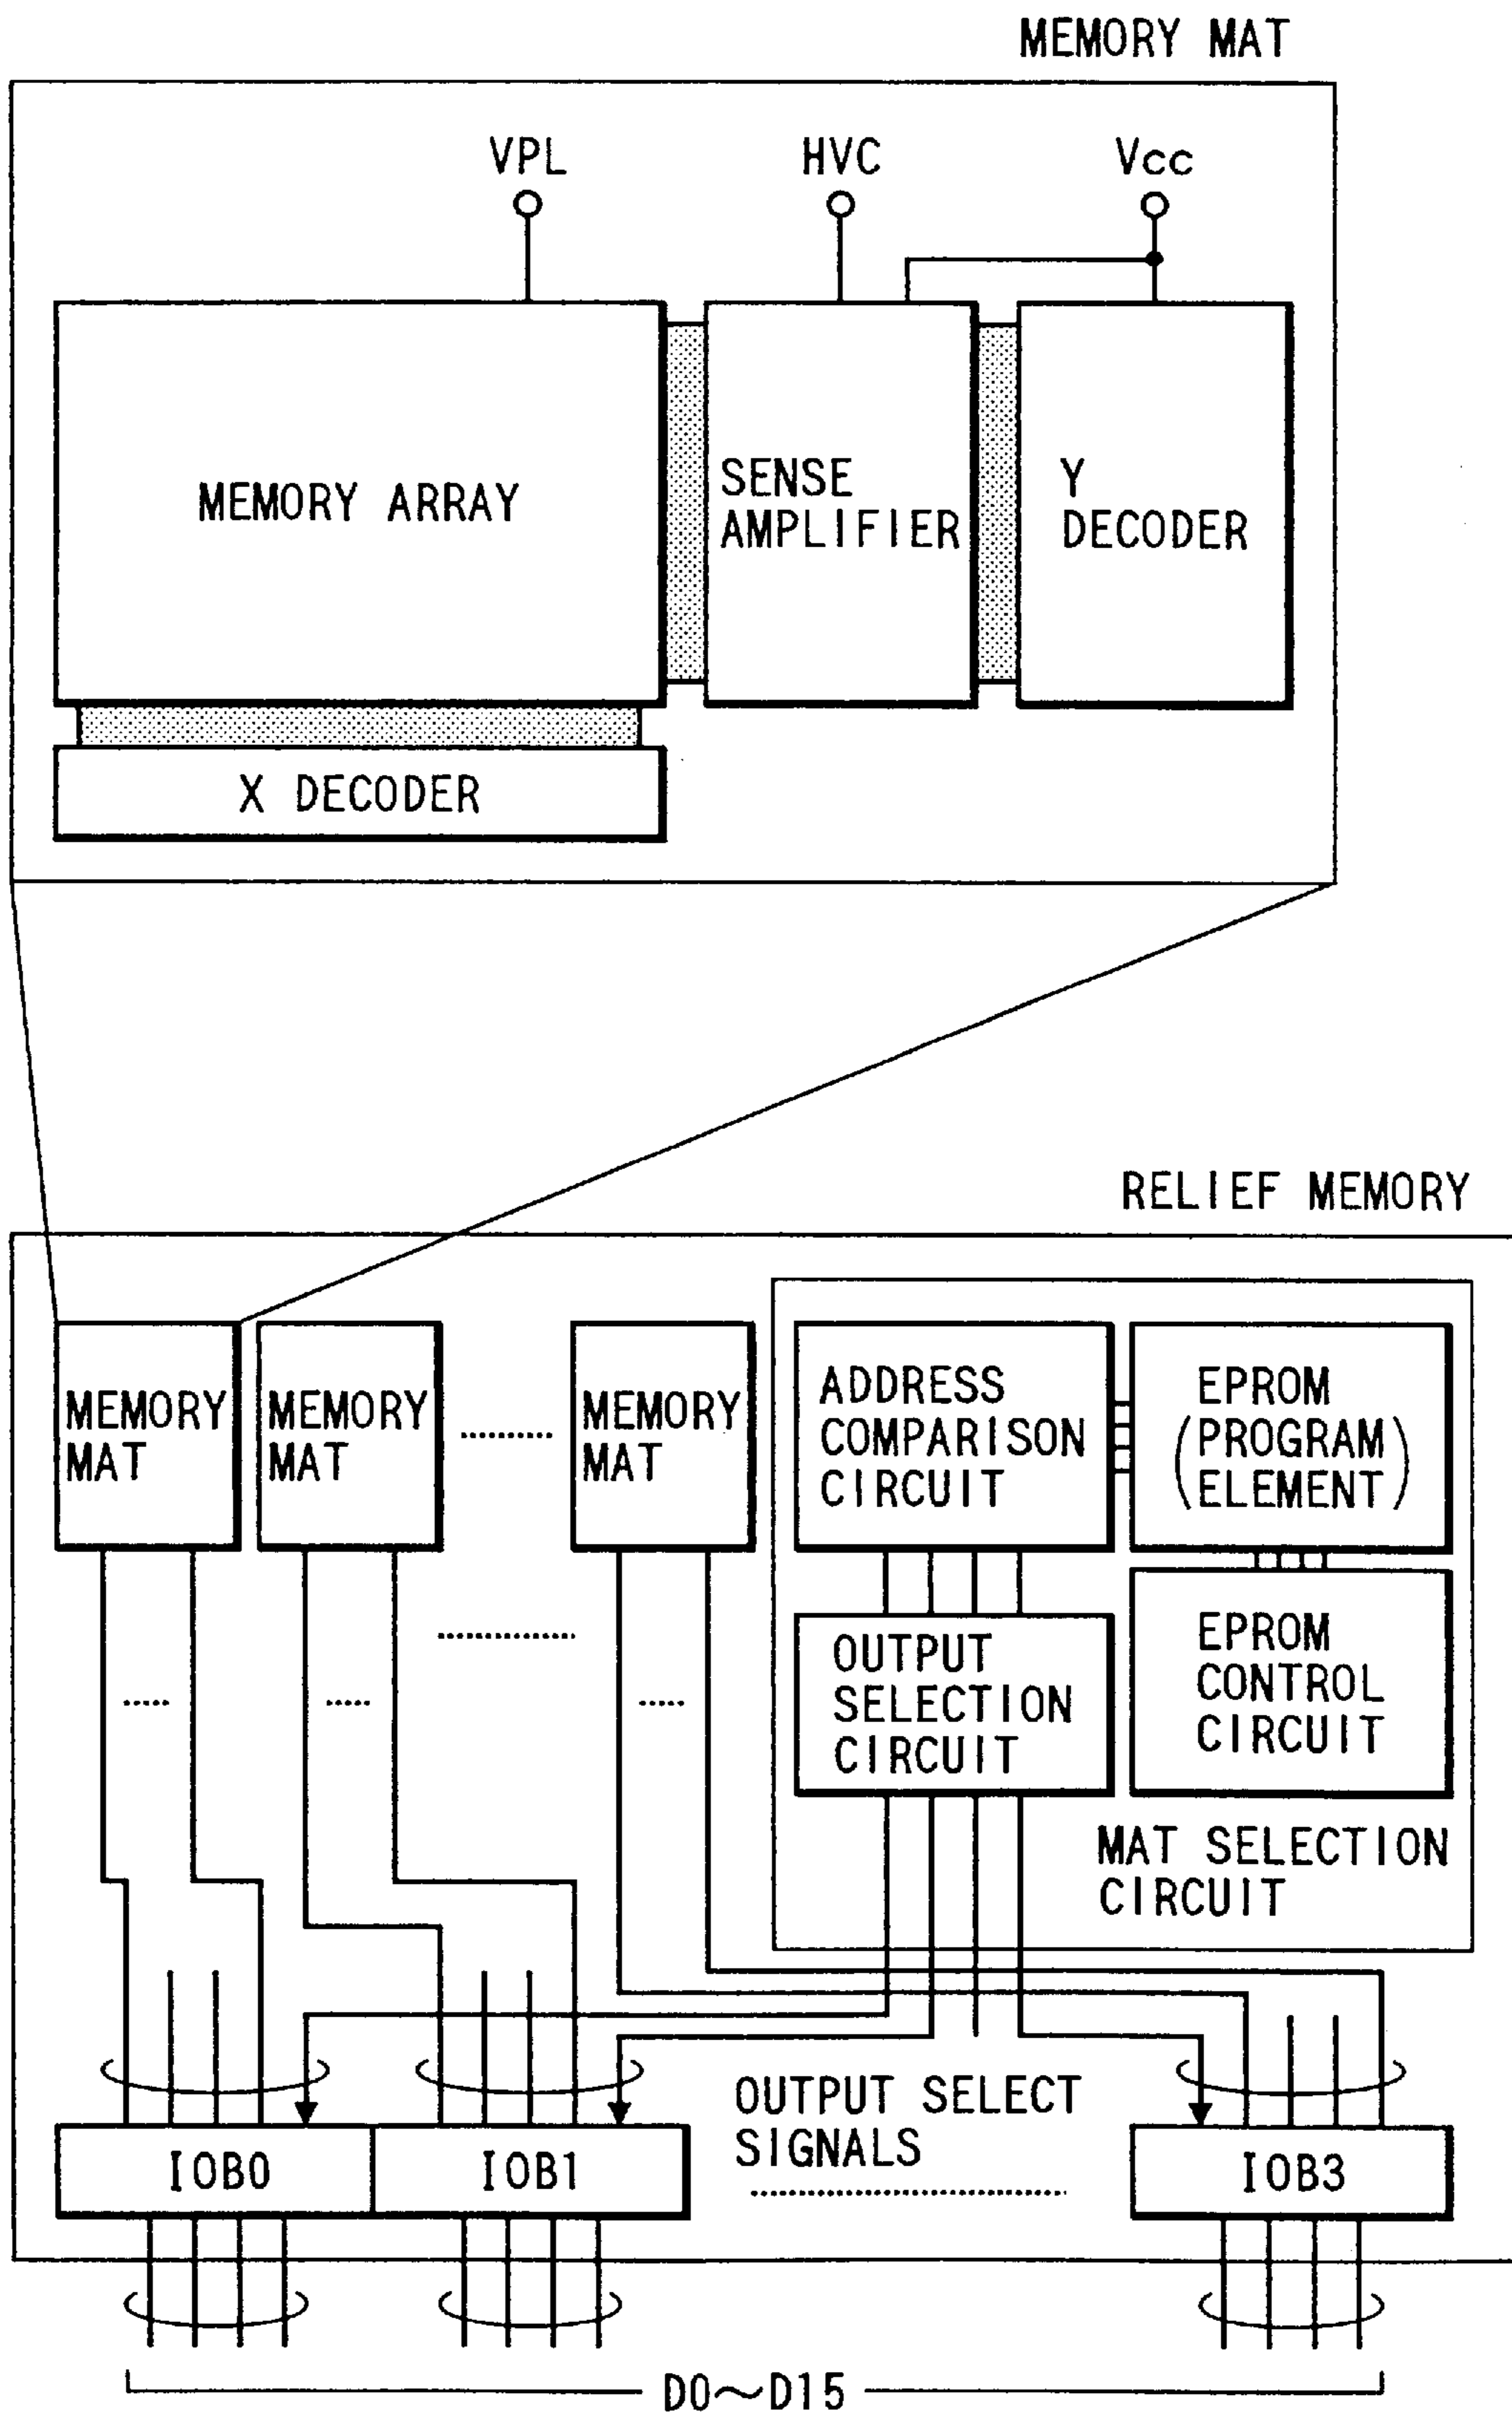 MEMORY MAT
VPL
HVC
Vcc
MEMORY ARRAY
SENSE
AMPLIFIER
Y
DECODER
X DECODER
RELIEF MEMORY
MEMORY
MAT
MEMORY
MAT
MEMORY
MAT
ADDRESS
COMPARISON
CIRCUIT
EPROM
(PROGRAM
ELEMENT)
OUTPUT
SELECTION
CIRCUIT
EPROM
CONTROL
CIRCUIT
MAT SELECTION
CIRCUIT
OUTPUT SELECT
SIGNALS
IOB0
IOB1
IOB3
D0~D15